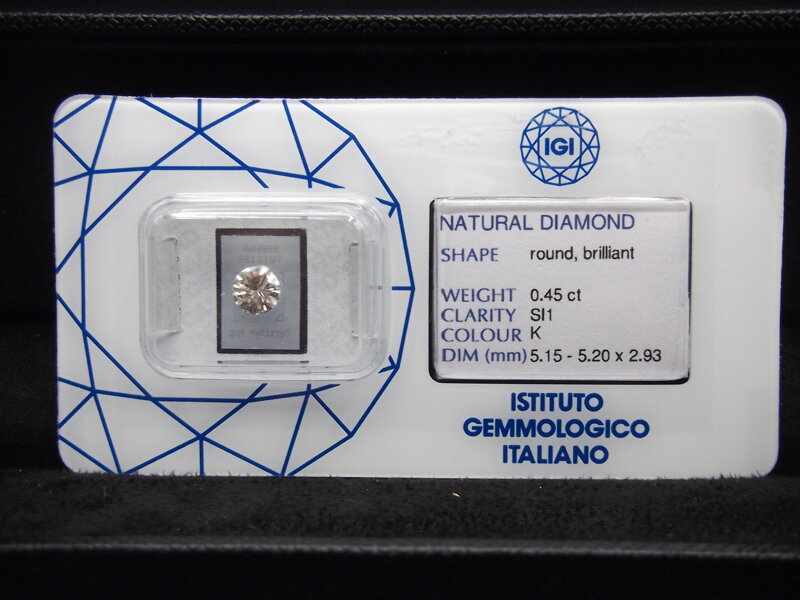 IGI
NATURAL DIAMOND
SHAPE round, brilliant
WEIGHT 0.45 ct
CLARITY SI1
COLOUR K
DIM (mm) 5.15 - 5.20 x 2.93
ISTITUTO
GEMMOLOGICO
ITALIANO